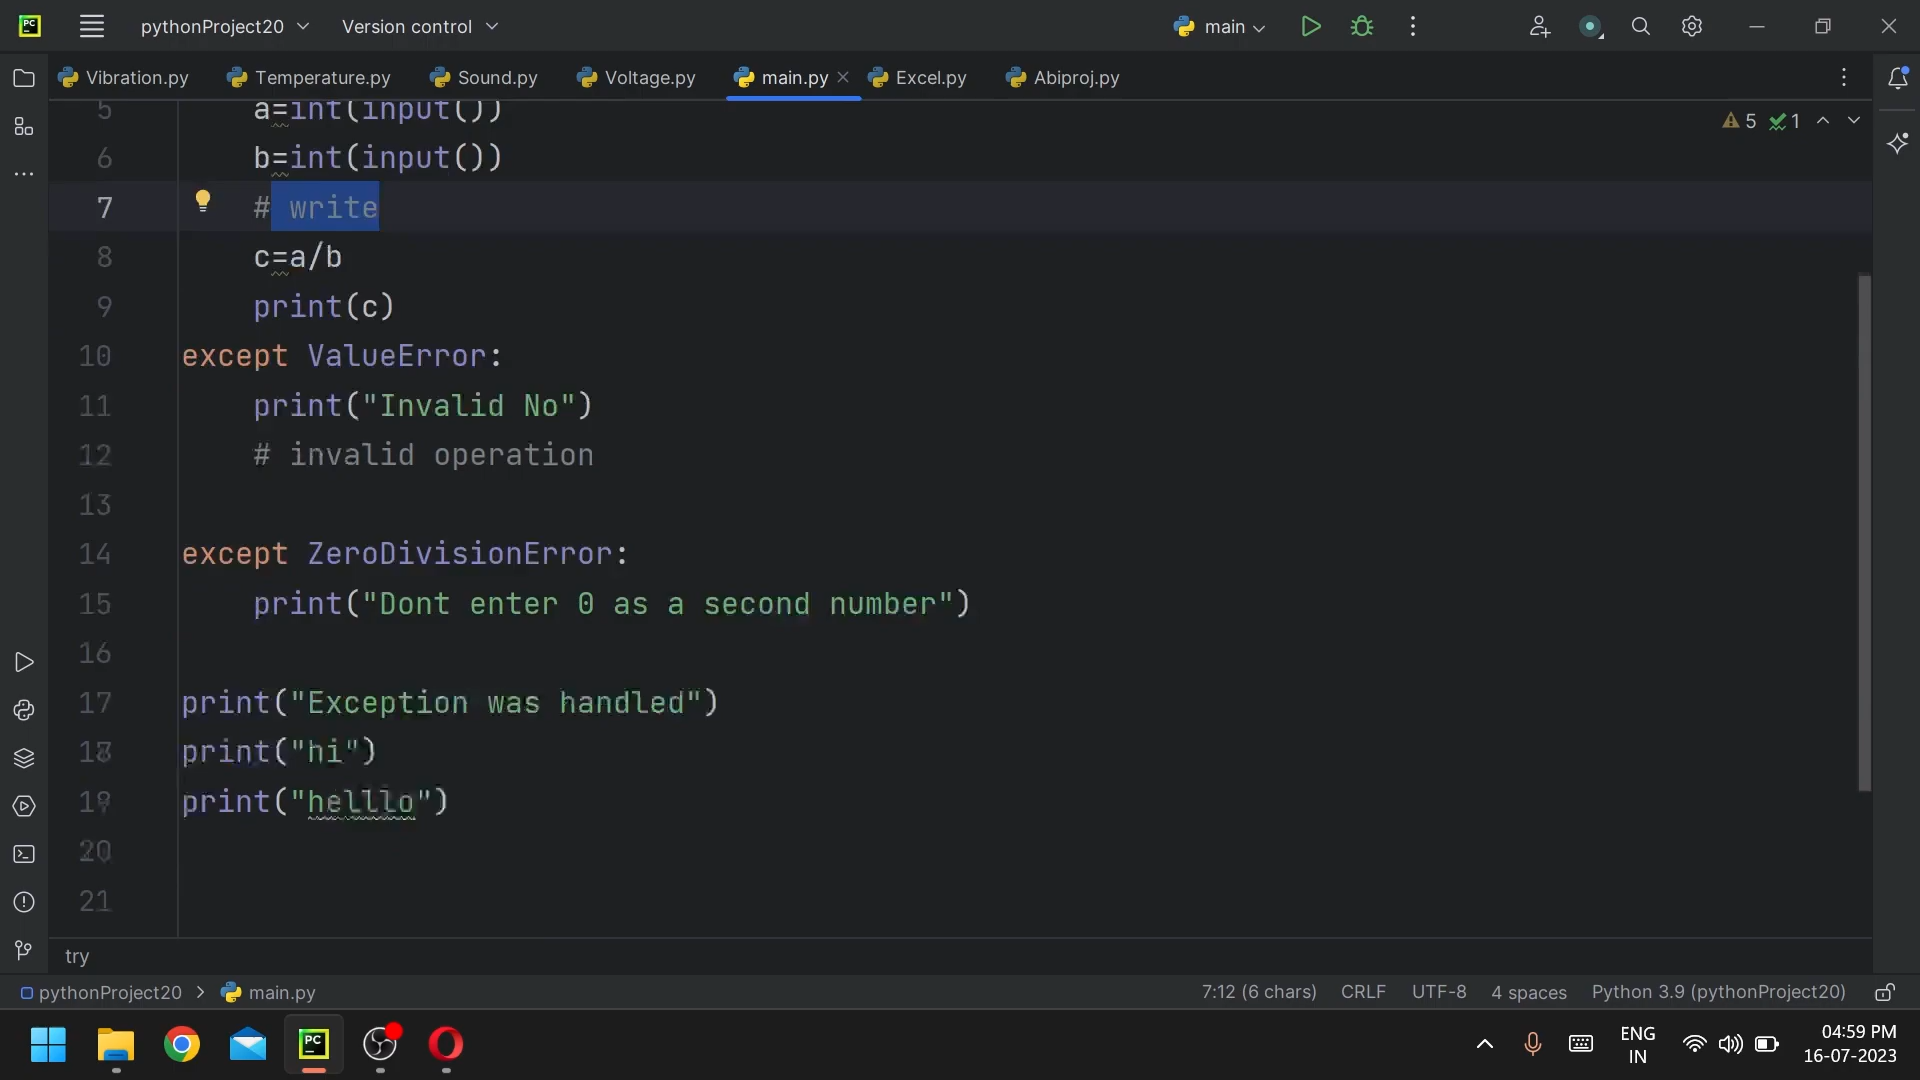 PC pythonProject20 Version control main
Vibration.py Temperature.py Sound.py Voltage.py main.py Excel.py Abiproj.py
5 a=int(input())
5 1
6 b=int(input())
7 # write
8 c=a/b
9 print(c)
10 except ValueError:
11 print("Invalid No")
12 # invalid operation
13
14 except ZeroDivisionError:
15 print("Dont enter 0 as a second number")
16
17 print("Exception was handled")
18 print("hi")
19 print("helllo")
20
21
try
pythonProject20 > main.py 7:12 (6 chars) CRLF UTF-8 4 spaces Python 3.9 (pythonProject20)
PC
ENG
IN
04:59 PM
16-07-2023